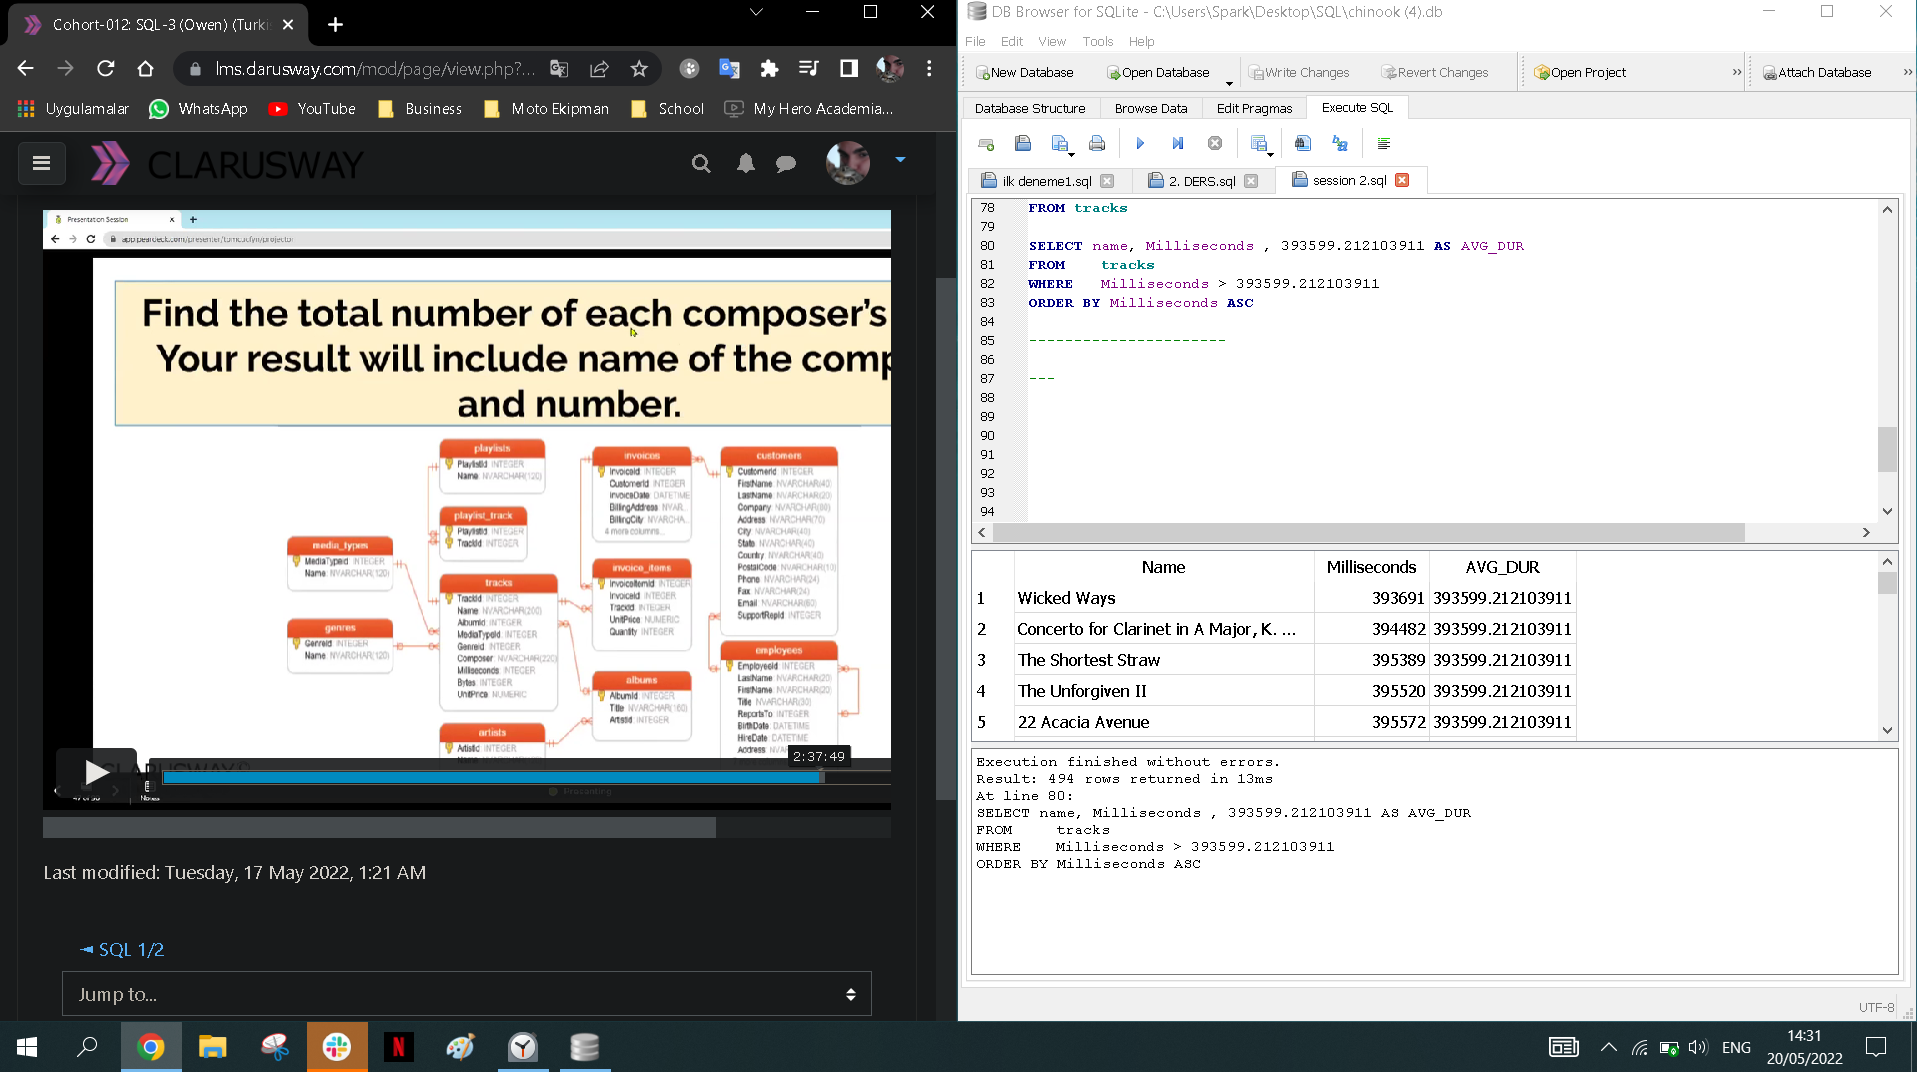 Cohort-012: SQL-3 (Owen) (Turki
lms.clarusway.com/mod/page/view.php?...
Uygulamalar
WhatsApp
YouTube
Business
Moto Ekipman
School
My Hero Academia...
CLARUSWAY
Presentation Session
Find the total number of each composer's
Your result will include name of the comp
and number.
playlists
PlaylistId INTEGER
Name: NVARCHAR(120)
playlist_track
PlaylistId: INTEGER
TrackId: INTEGER
media_types
MediaTypeId INTEGER
Name: NVARCHAR(120)
genres
GenreId INTEGER
Name: NVARCHAR(120)
tracks
TrackId: INTEGER
Name: NVARCHAR(200)
AlbumId: INTEGER
MediaTypeId: INTEGER
GenreId: INTEGER
Composer: NVARCHAR(220)
Milliseconds: INTEGER
Bytes: INTEGER
UnitPrice: NUMERIC
artists
ArtistId: INTEGER
invoices
InvoiceId: INTEGER
CustomerId: INTEGER
InvoiceDate: DATETIME
BillingAddress: NVAR...
BillingCity: NVARCHA...
4 more columns...
invoice_items
InvoiceItemId: INTEGER
InvoiceId: INTEGER
TrackId: INTEGER
UnitPrice: NUMERIC
Quantity: INTEGER
albums
AlbumId: INTEGER
Title: NVARCHAR(160)
ArtistId: INTEGER
customers
CustomerId: INTEGER
FirstName: NVARCHAR(40)
LastName: NVARCHAR(20)
Company: NVARCHAR(80)
Address: NVARCHAR(70)
City: NVARCHAR(40)
State: NVARCHAR(40)
Country: NVARCHAR(40)
PostalCode: NVARCHAR(10)
Phone: NVARCHAR(24)
Fax: NVARCHAR(24)
Email: NVARCHAR(60)
SupportRepId: INTEGER
employees
EmployeeId: INTEGER
LastName: NVARCHAR(20)
FirstName: NVARCHAR(20)
Title: NVARCHAR(30)
ReportsTo: INTEGER
BirthDate: DATETIME
HireDate: DATETIME
Address: NVA
2:37:49
Notes
Presenting
Last modified: Tuesday, 17 May 2022, 1:21 AM
◄ SQL 1/2
Jump to...
DB Browser for SQLite - C:\Users\Spark\Desktop\SQL\chinook (4).db
File Edit View Tools Help
New Database Open Database Write Changes Revert Changes Open Project » Attach Database »
Database Structure Browse Data Edit Pragmas Execute SQL
ilk deneme1.sql 2. DERS.sql session 2.sql
78 FROM tracks
79
80 SELECT name, Milliseconds , 393599.212103911 AS AVG_DUR
81 FROM tracks
82 WHERE Milliseconds > 393599.212103911
83 ORDER BY Milliseconds ASC
84
85 ----------------------
86
87 ---
88
89
90
91
92
93
94
Name Milliseconds AVG_DUR
1 Wicked Ways 393691 393599.212103911
2 Concerto for Clarinet in A Major, K. ... 394482 393599.212103911
3 The Shortest Straw 395389 393599.212103911
4 The Unforgiven II 395520 393599.212103911
5 22 Acacia Avenue 395572 393599.212103911
Execution finished without errors.
Result: 494 rows returned in 13ms
At line 80:
SELECT name, Milliseconds , 393599.212103911 AS AVG_DUR
FROM tracks
WHERE Milliseconds > 393599.212103911
ORDER BY Milliseconds ASC
UTF-8
ENG
14:31
20/05/2022